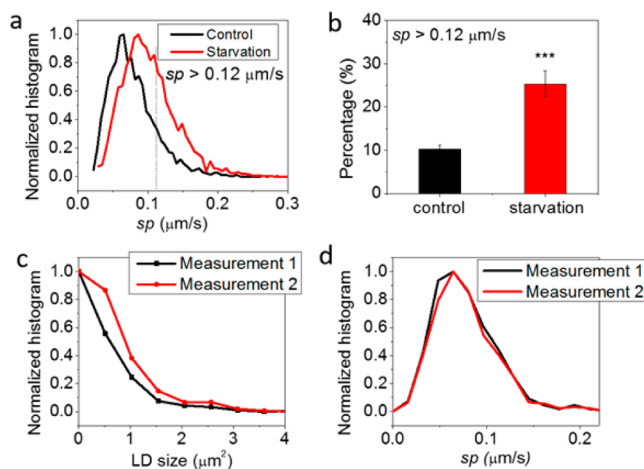 a
Control
Starvation
sp > 0.12 μm/s
Normalized histogram
1.0
0.8
0.6
0.4
0.2
0.0
0.0
0.1
0.2
0.3
sp (μm/s)
b
sp > 0.12 μm/s
***
Percentage (%)
30
20
10
0
control
starvation
c
Measurement 1
Measurement 2
Normalized histogram
1.0
0.8
0.6
0.4
0.2
0.0
0
1
2
3
4
LD size (μm²)
d
Measurement 1
Measurement 2
Normalized histogram
1.0
0.8
0.6
0.4
0.2
0.0
0.0
0.1
0.2
sp (μm/s)